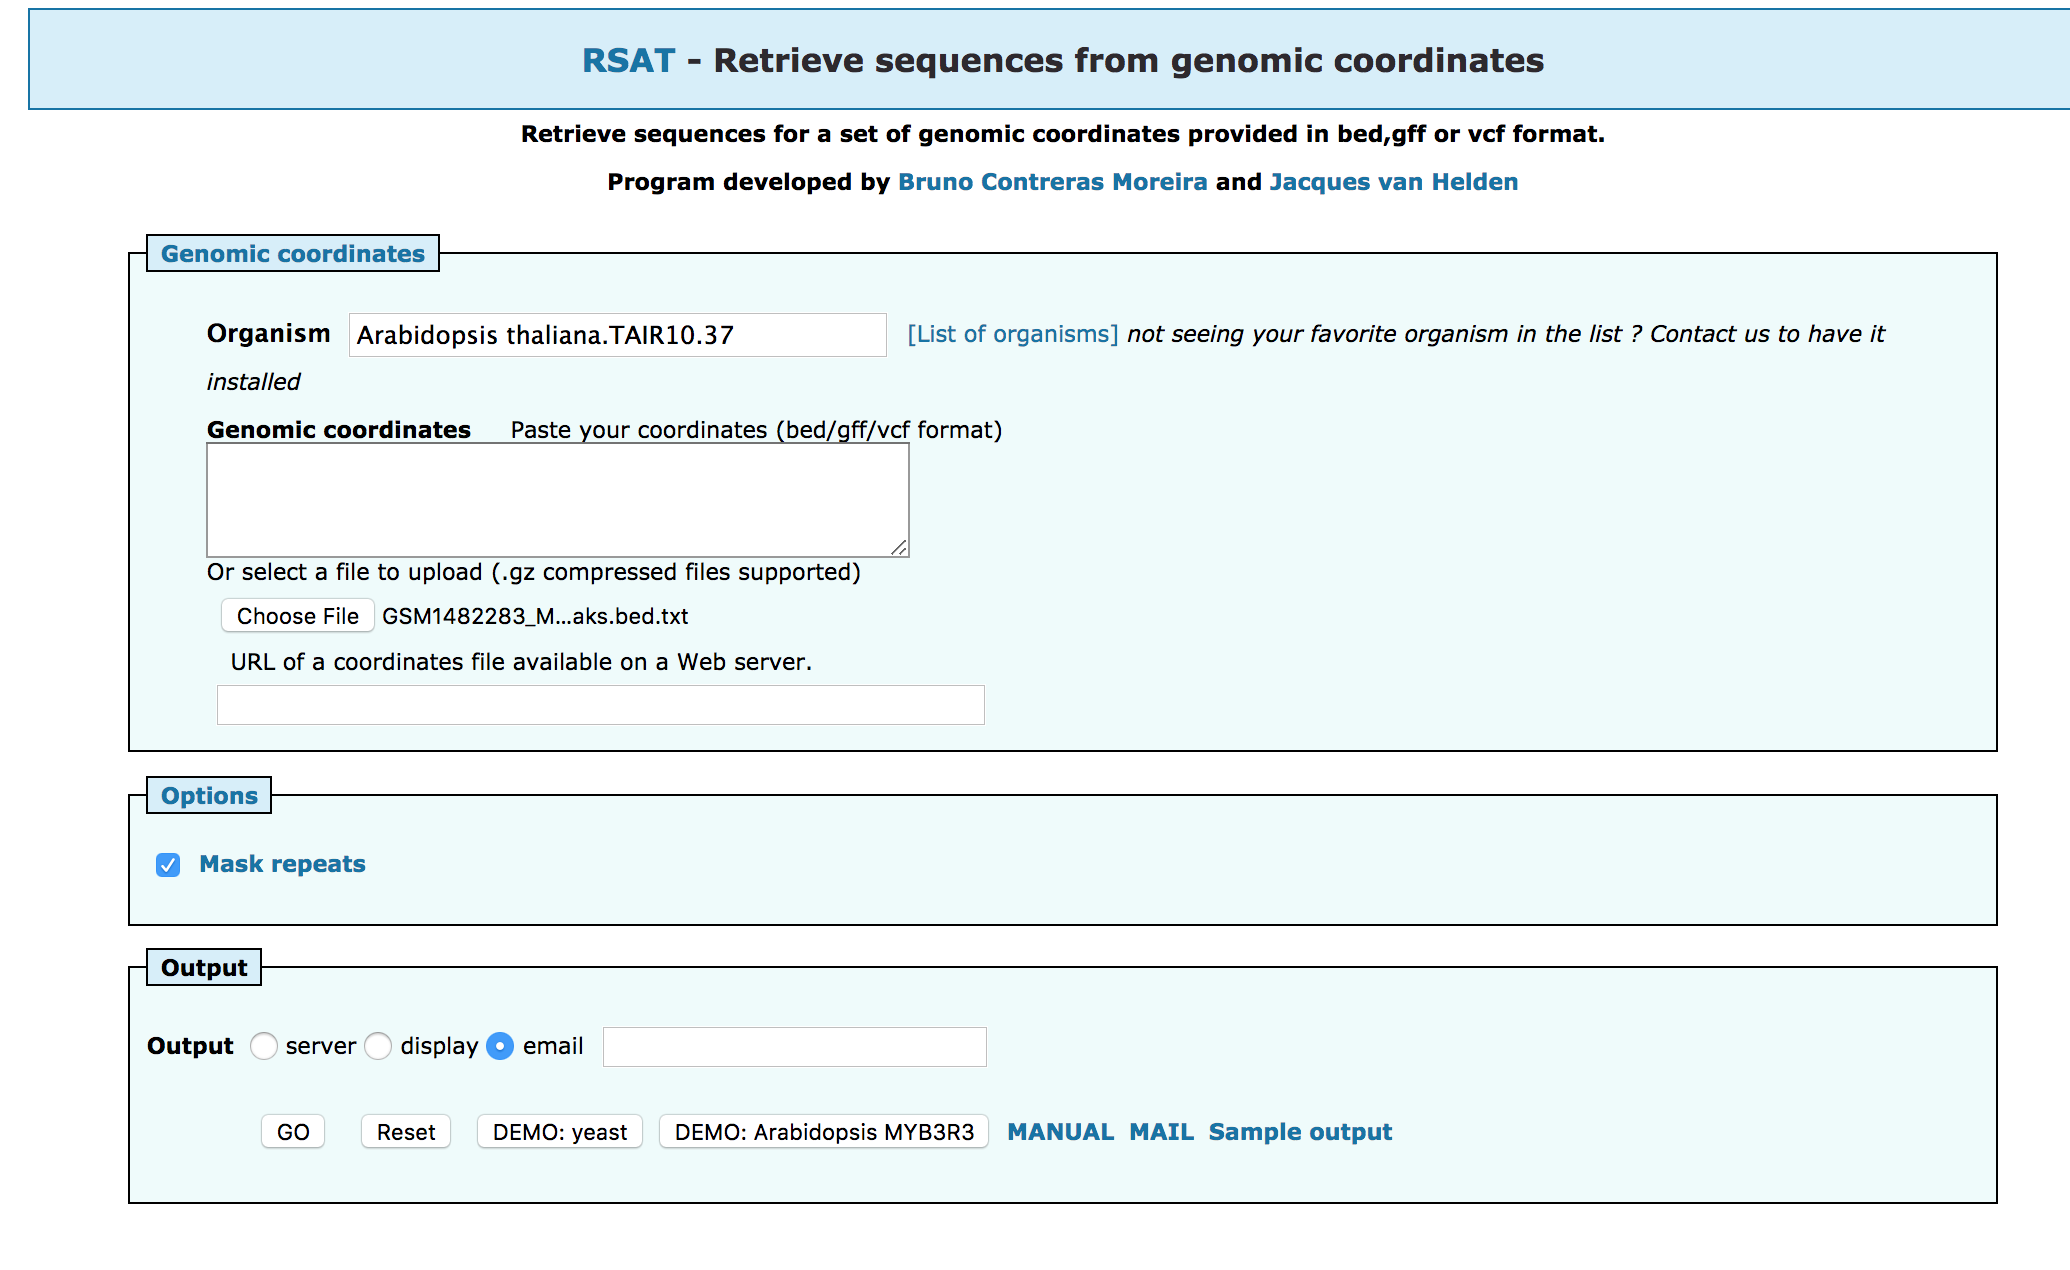 RSAT - Retrieve sequences from genomic coordinates
Retrieve sequences for a set of genomic coordinates provided in bed,gff or vcf format.
Program developed by Bruno Contreras Moreira and Jacques van Helden
Genomic coordinates
Organism Arabidopsis thaliana.TAIR10.37 [List of organisms] not seeing your favorite organism in the list ? Contact us to have it
installed
Genomic coordinates Paste your coordinates (bed/gff/vcf format)
Or select a file to upload (.gz compressed files supported)
Choose File GSM1482283_M...aks.bed.txt
URL of a coordinates file available on a Web server.
Options
Mask repeats
Output
Output server display email
GO Reset DEMO: yeast DEMO: Arabidopsis MYB3R3 MANUAL MAIL Sample output